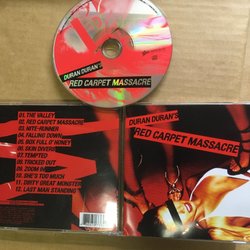 DURAN DURAN'S
RED CARPET MASSACRE
01. THE VALLEY
02. RED CARPET MASSACRE
03. NITE-RUNNER
04. FALLING DOWN
05. BOX FULL O' HONEY
06. SKIN DIVERS
07. TEMPTED
08. TRICKED OUT
09. ZOOM IN
10. SHE'S TOO MUCH
11. DIRTY GREAT MONSTER
12. LAST MAN STANDING
DURAN DURAN'S
RED CARPET MASSACRE